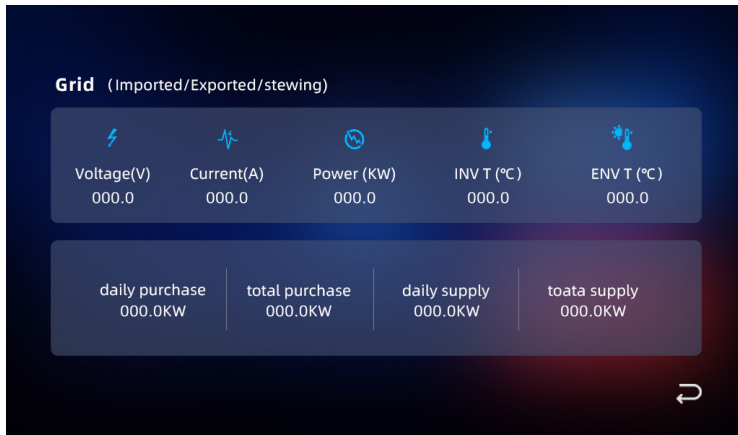 Grid (Imported/Exported/stewing)
Voltage(V) Current(A) Power (KW) INV T (℃) ENV T (℃)
000.0 000.0 000.0 000.0 000.0
daily purchase total purchase daily supply toata supply
000.0KW 000.0KW 000.0KW 000.0KW